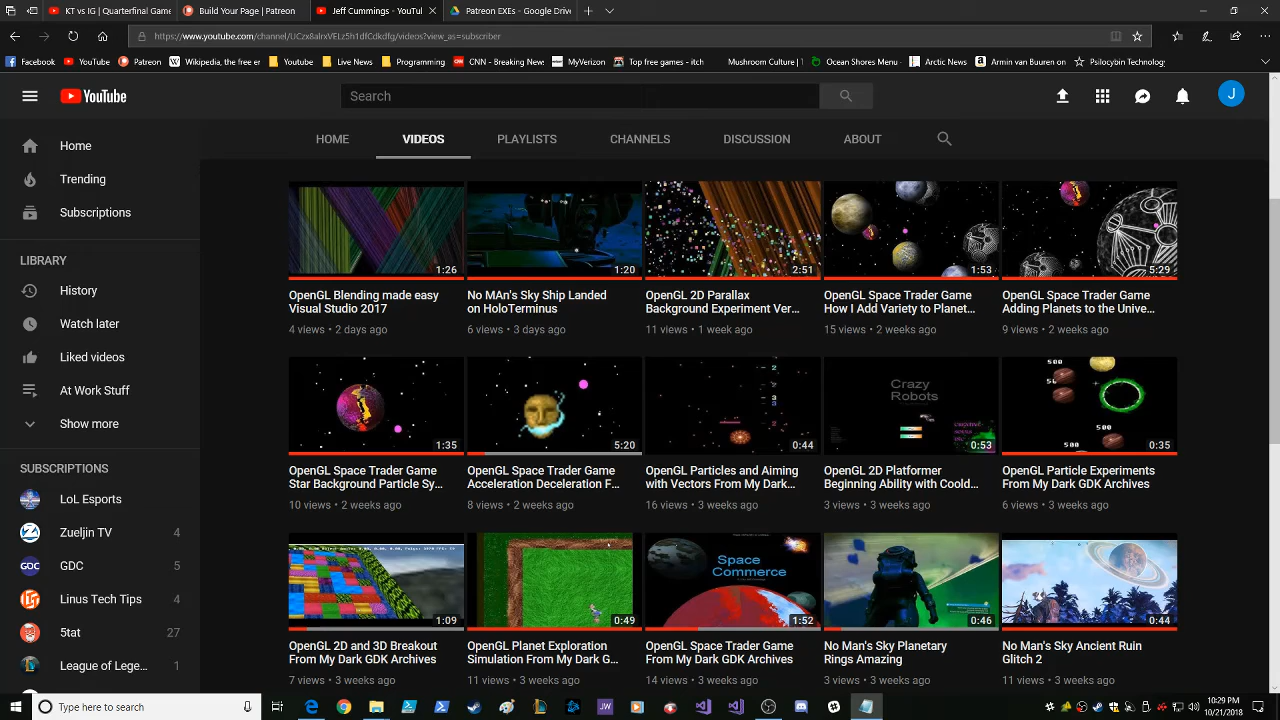 KT vs IG | Quarterfinal Game
Build Your Page | Patreon
Jeff Cummings - YouTul
Patreon EXEs - Google Drive
https://www.youtube.com/channel/UCzx8alrxVELz5h1dfCdkdfg/videos?view_as=subscriber
Facebook YouTube Patreon Wikipedia, the free er Youtube Live News Programming CNN - Breaking New: MyVerizon Top free games - itch Mushroom Culture | Ocean Shores Menu - Arctic News Armin van Buuren on Psilocybin Technolog
YouTube
Search
J
Home
Trending
Subscriptions
LIBRARY
History
Watch later
Liked videos
At Work Stuff
Show more
SUBSCRIPTIONS
LoL Esports
Zueljin TV 4
GDC 5
Linus Tech Tips 4
5tat 27
League of Lege... 1
HOME VIDEOS PLAYLISTS CHANNELS DISCUSSION ABOUT
1:26 1:20 2:51 1:53 5:29
OpenGL Blending made easy
Visual Studio 2017
4 views • 2 days ago
No MAn's Sky Ship Landed
on HoloTerminus
6 views • 3 days ago
OpenGL 2D Parallax
Background Experiment Ver...
11 views • 1 week ago
OpenGL Space Trader Game
How I Add Variety to Planet...
15 views • 2 weeks ago
OpenGL Space Trader Game
Adding Planets to the Unive...
9 views • 2 weeks ago
1:35 5:20 0:44
Crazy
Robots
0:53
500
500
500
0:35
OpenGL Space Trader Game
Star Background Particle Sy...
10 views • 2 weeks ago
OpenGL Space Trader Game
Acceleration Deceleration F...
8 views • 2 weeks ago
OpenGL Particles and Aiming
with Vectors From My Dark...
16 views • 3 weeks ago
OpenGL 2D Platformer
Beginning Ability with Coold...
3 views • 3 weeks ago
OpenGL Particle Experiments
From My Dark GDK Archives
6 views • 3 weeks ago
1:09 0:49
Space
Commerce
1:52 0:46 0:44
OpenGL 2D and 3D Breakout
From My Dark GDK Archives
7 views • 3 weeks ago
OpenGL Planet Exploration
Simulation From My Dark G...
11 views • 3 weeks ago
OpenGL Space Trader Game
From My Dark GDK Archives
14 views • 3 weeks ago
No Man's Sky Planetary
Rings Amazing
3 views • 3 weeks ago
No Man's Sky Ancient Ruin
Glitch 2
11 views • 3 weeks ago
Type here to search
JW
10:29 PM
10/21/2018